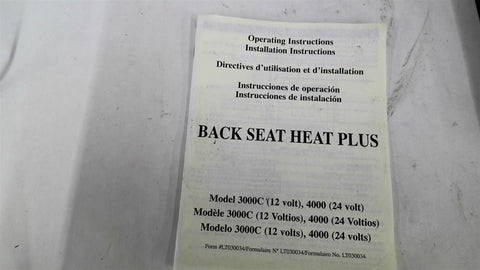 Operating Instructions
Installation Instructions
Directives d'utilisation et d'installation
Instrucciones de operación
Instrucciones de instalación
BACK SEAT HEAT PLUS
Model 3000C (12 volt), 4000 (24 volt)
Modèle 3000C (12 Voltios), 4000 (24 Voltios)
Modelo 3000C (12 volts), 4000 (24 volts)
Form #LT030034/Formulaire Nº LT030034/Formulario No. LT030034